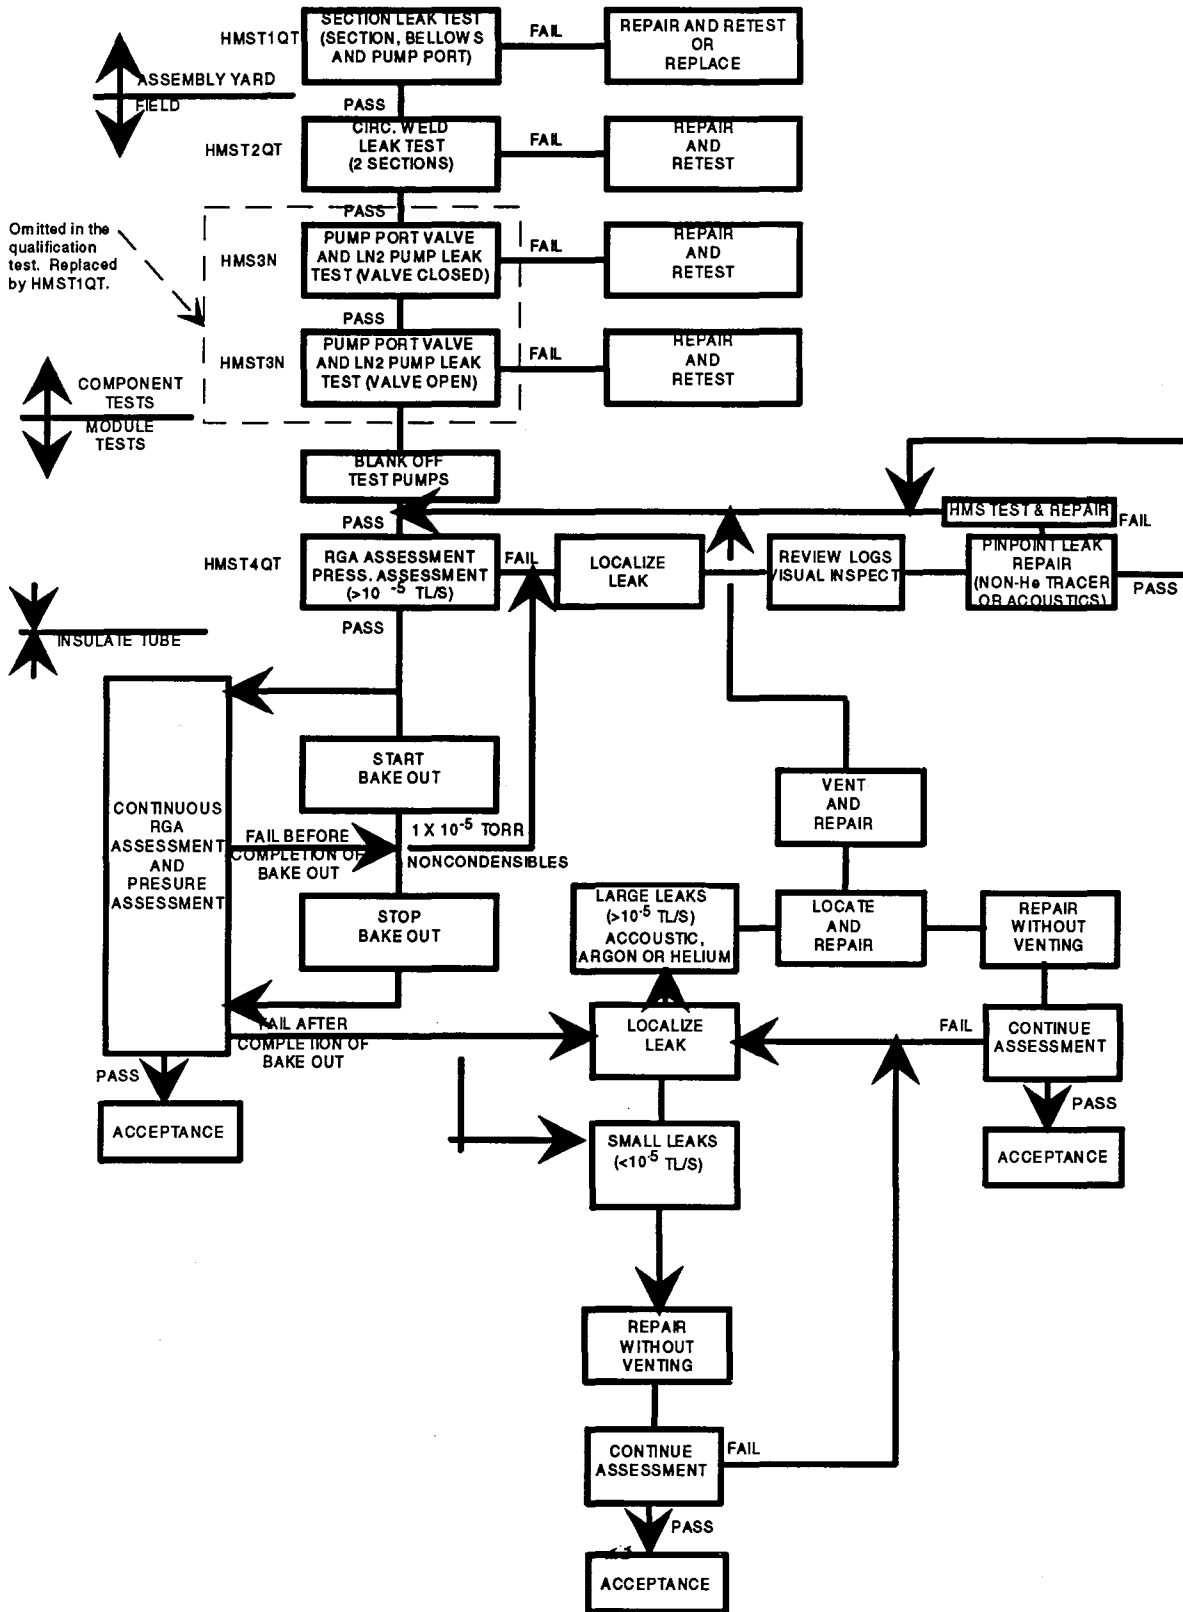 SECTION LEAK TEST
(SECTION, BELLOWS
AND PUMP PORT)
HMST1QT
FAIL
REPAIR AND RETEST
OR
REPLACE
ASSEMBLY YARD
FIELD
PASS
HMST2QT
CIRC. WELD
LEAK TEST
(2 SECTIONS)
FAIL
REPAIR
AND
RETEST
PASS
Omitted in the
qualification
test. Replaced
by HMST1QT.
HMS3N
PUMP PORT VALVE
AND LN2 PUMP LEAK
TEST (VALVE CLOSED)
FAIL
REPAIR
AND
RETEST
PASS
HMST3N
PUMP PORT VALVE
AND LN2 PUMP LEAK
TEST (VALVE OPEN)
FAIL
REPAIR
AND
RETEST
COMPONENT
TESTS
MODULE
TESTS
BLANK OFF
TEST PUMPS
PASS
HMS TEST & REPAIR
FAIL
HMST4QT
RGA ASSESSMENT
PRESS. ASSESSMENT
(>10 -5 TL/S)
FAIL
LOCALIZE
LEAK
REVIEW LOGS
/ISUAL INSPECT
PINPOINT LEAK
REPAIR
(NON-He TRACER
OR ACOUSTICS)
PASS
PASS
INSULATE TUBE
START
BAKE OUT
VENT
AND
REPAIR
CONTINUOUS
RGA
ASSESSMENT
AND
PRESURE
ASSESSMENT
FAIL BEFORE
COMPLETION OF
BAKE OUT
1 X 10-5 TORR
NONCONDENSIBLES
STOP
BAKE OUT
LARGE LEAKS
(>10-5 TL/S)
ACCOUSTIC,
ARGON OR HELIUM
LOCATE
AND
REPAIR
REPAIR
WITHOUT
VENTING
FAIL AFTER
COMPLETION OF
BAKE OUT
LOCALIZE
LEAK
FAIL
CONTINUE
ASSESSMENT
PASS
ACCEPTANCE
PASS
ACCEPTANCE
SMALL LEAKS
(<10-5 TL/S)
REPAIR
WITHOUT
VENTING
CONTINUE
ASSESSMENT
FAIL
PASS
ACCEPTANCE